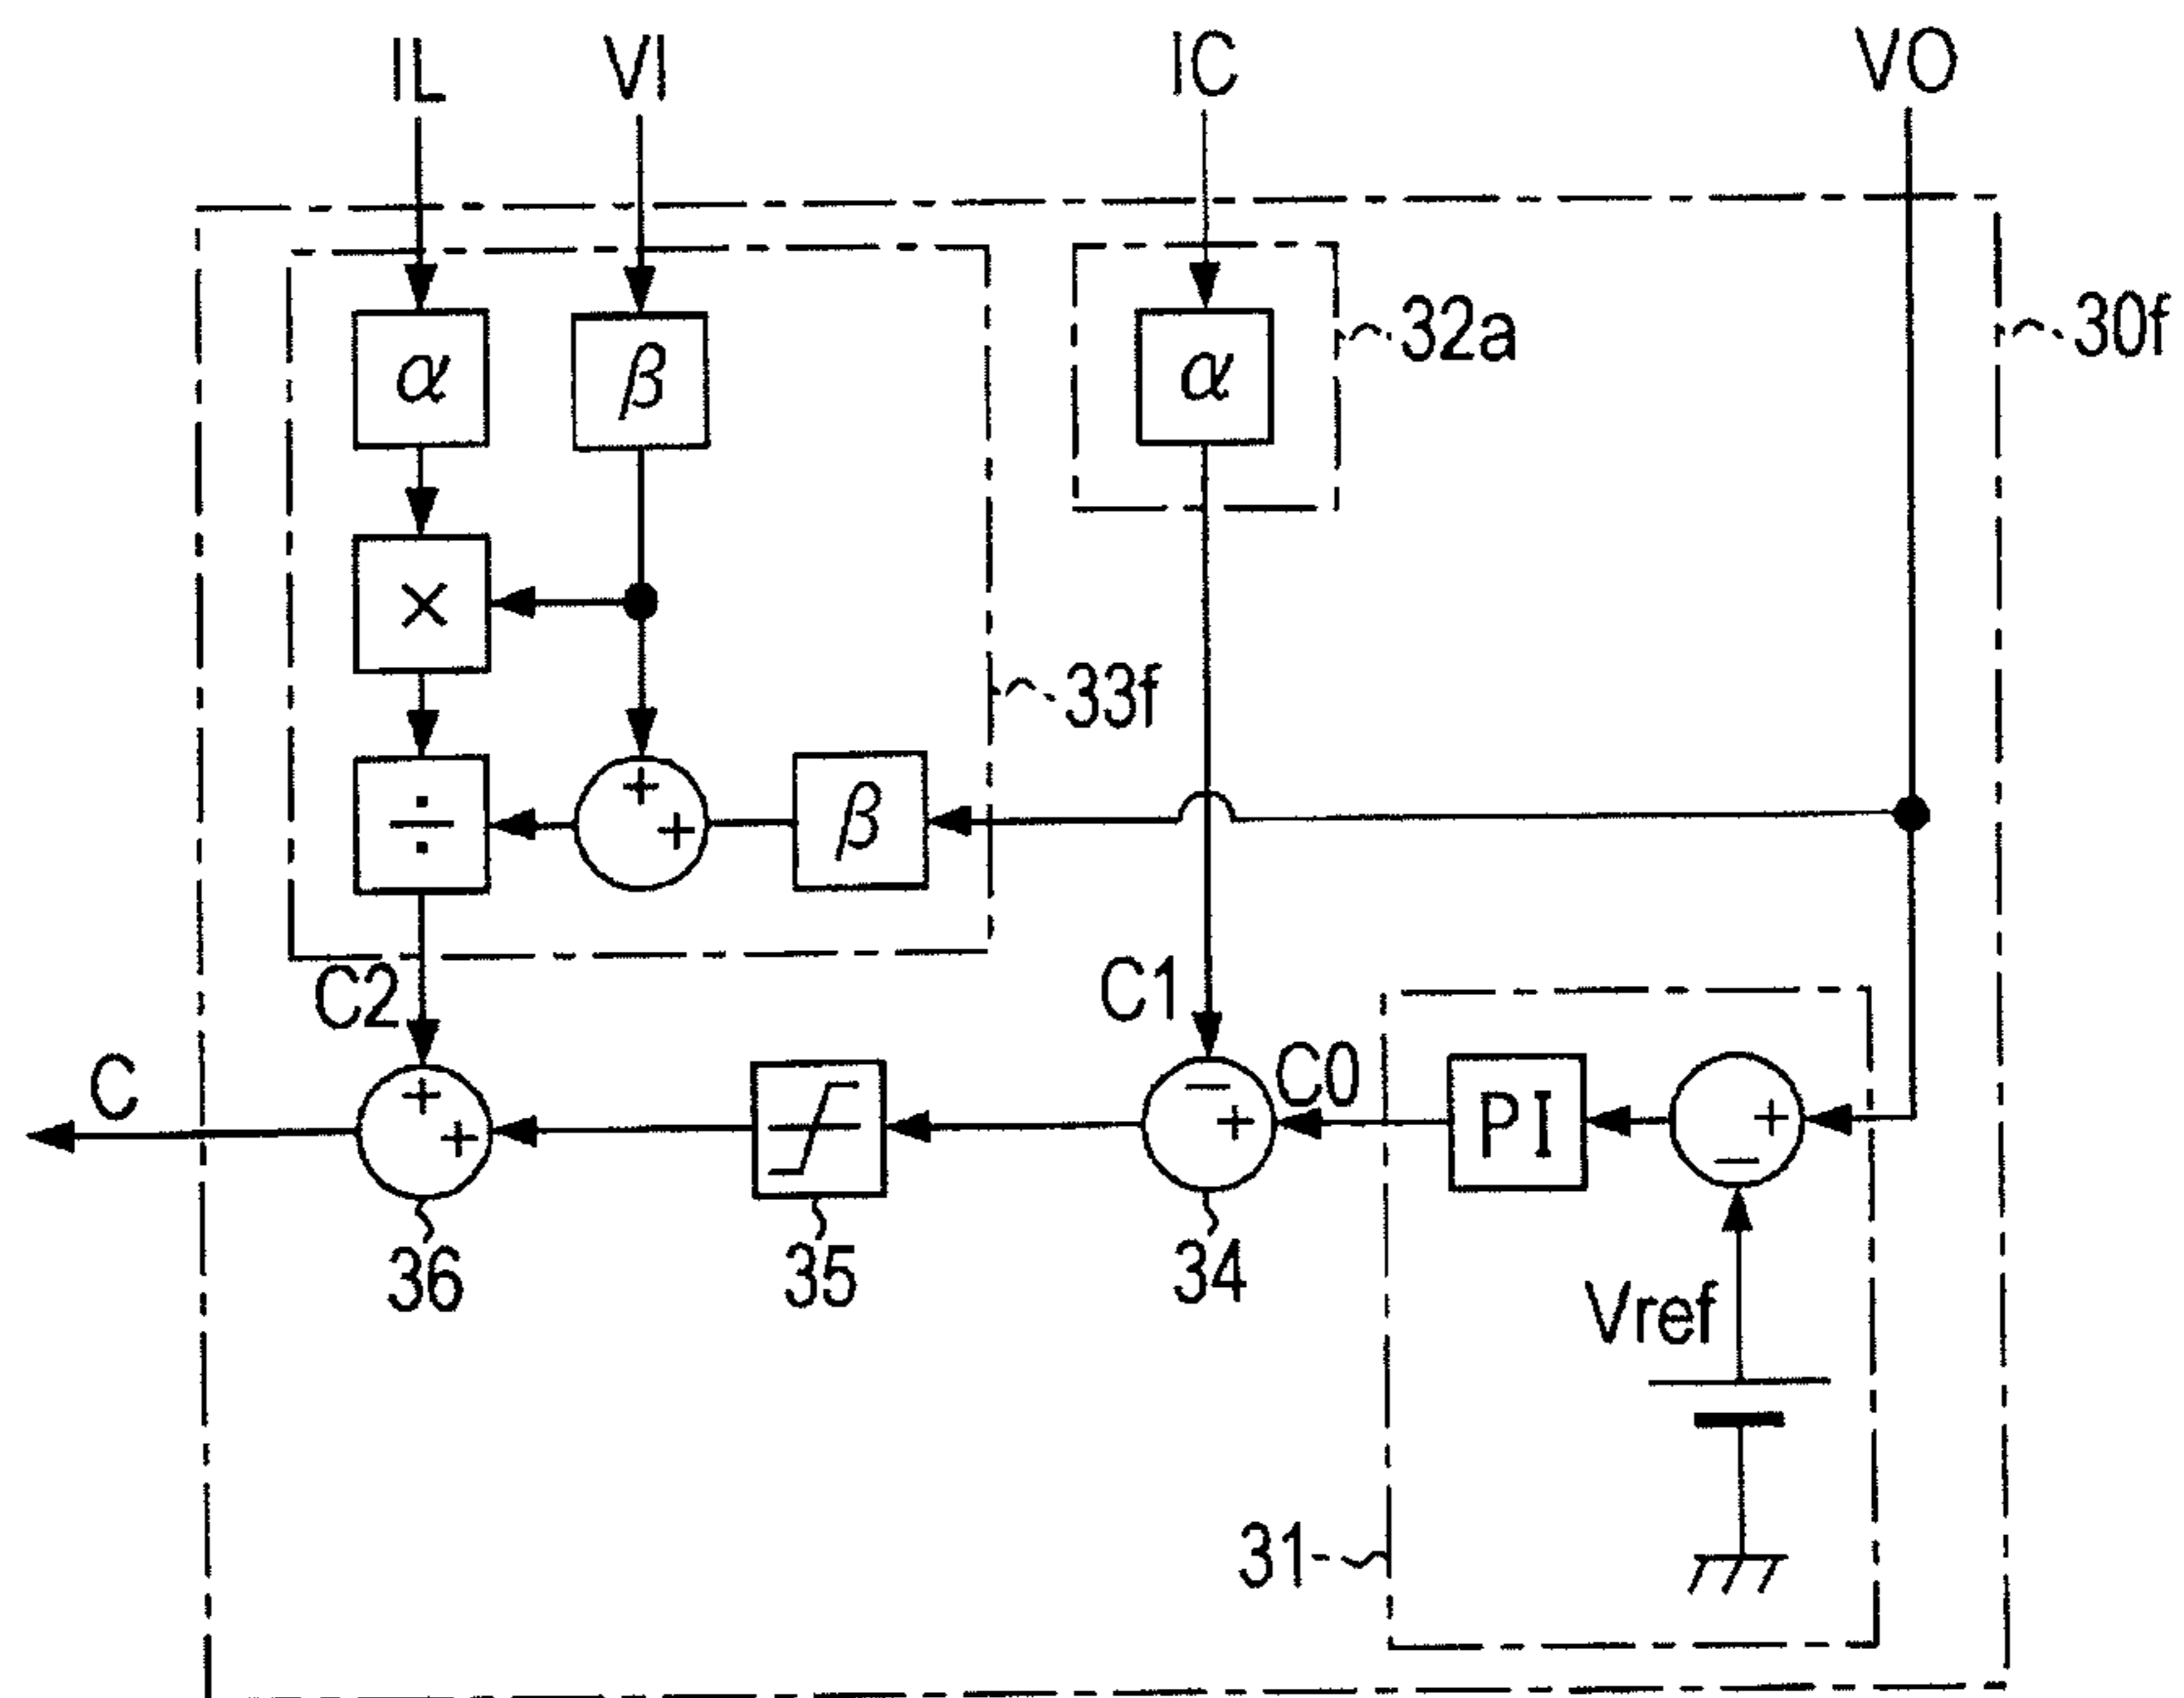 IL VI IC VO
α β α 32a 30f
×
33f
÷ + + β
C2 C1 C0
C + + − + PI + −
36 35 34
Vref
31